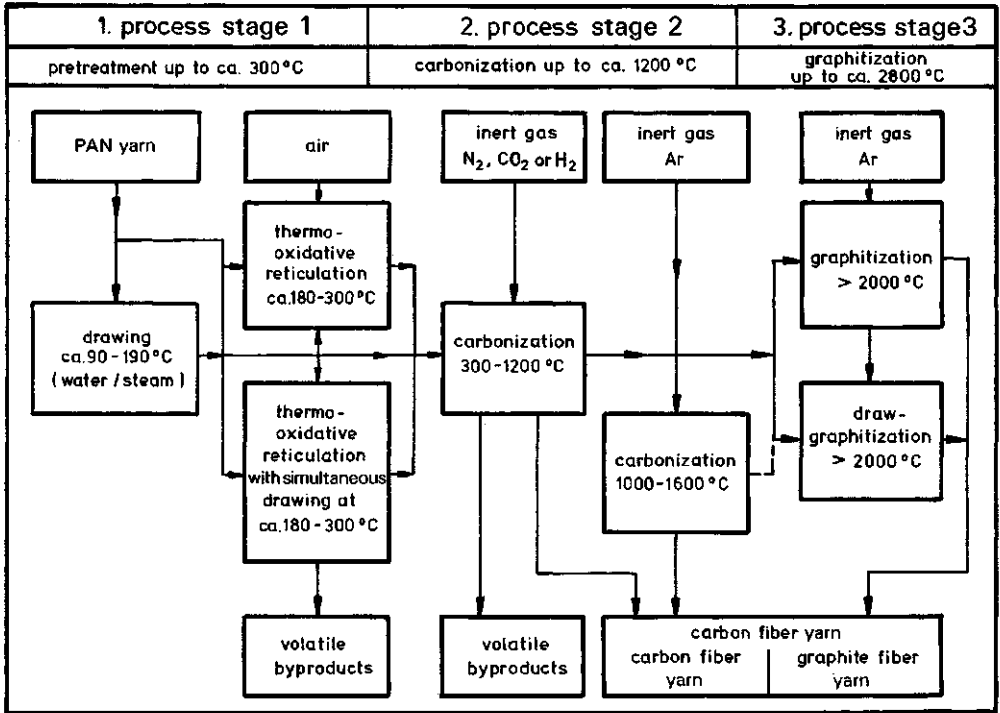 1. process stage 1
2. process stage 2
3. process stage3
pretreatment up to ca. 300°C
carbonization up to ca. 1200 °C
graphitization
up to ca. 2800°C
PAN yarn
air
inert gas
N₂, CO₂ or H₂
inert gas
Ar
inert gas
Ar
thermo-
oxidative
reticulation
ca.180-300°C
graphitization
> 2000°C
drawing
ca.90-190°C
(water/steam)
carbonization
300-1200°C
thermo-
oxidative
reticulation
with simultaneous
drawing at
ca.180-300°C
carbonization
1000-1600°C
draw-
graphitization
> 2000°C
volatile
byproducts
volatile
byproducts
carbon fiber yarn
carbon fiber
yarn
graphite fiber
yarn